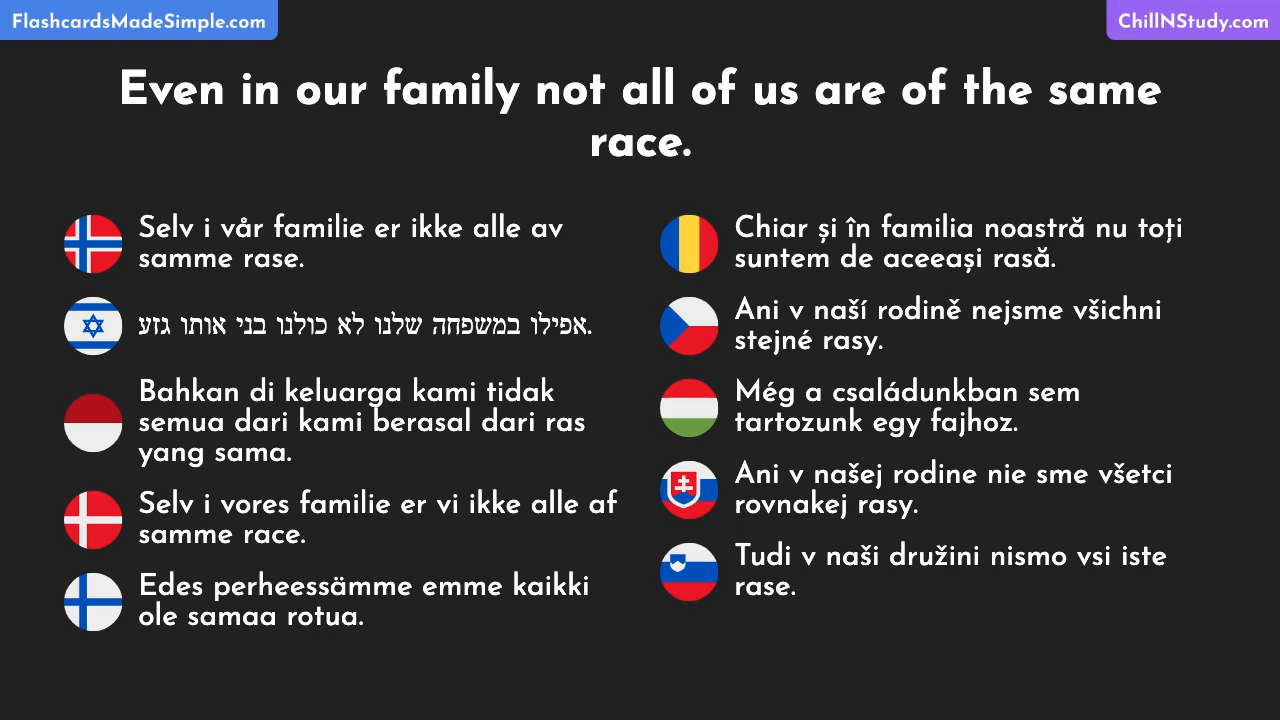 FlashcardsMadeSimple.com
ChillNStudy.com
Even in our family not all of us are of the same
race.
Selv i vår familie er ikke alle av
samme rase.
אפילו במשפחה שלנו לא כולנו בני אותו גזע.
Bahkan di keluarga kami tidak
semua dari kami berasal dari ras
yang sama.
Selv i vores familie er vi ikke alle af
samme race.
Edes perheessämme emme kaikki
ole samaa rotua.
Chiar și în familia noastră nu toți
suntem de aceeași rasă.
Ani v naší rodině nejsme všichni
stejné rasy.
Még a családunkban sem
tartozunk egy fajhoz.
Ani v našej rodine nie sme všetci
rovnakej rasy.
Tudi v naši družini nismo vsi iste
rase.